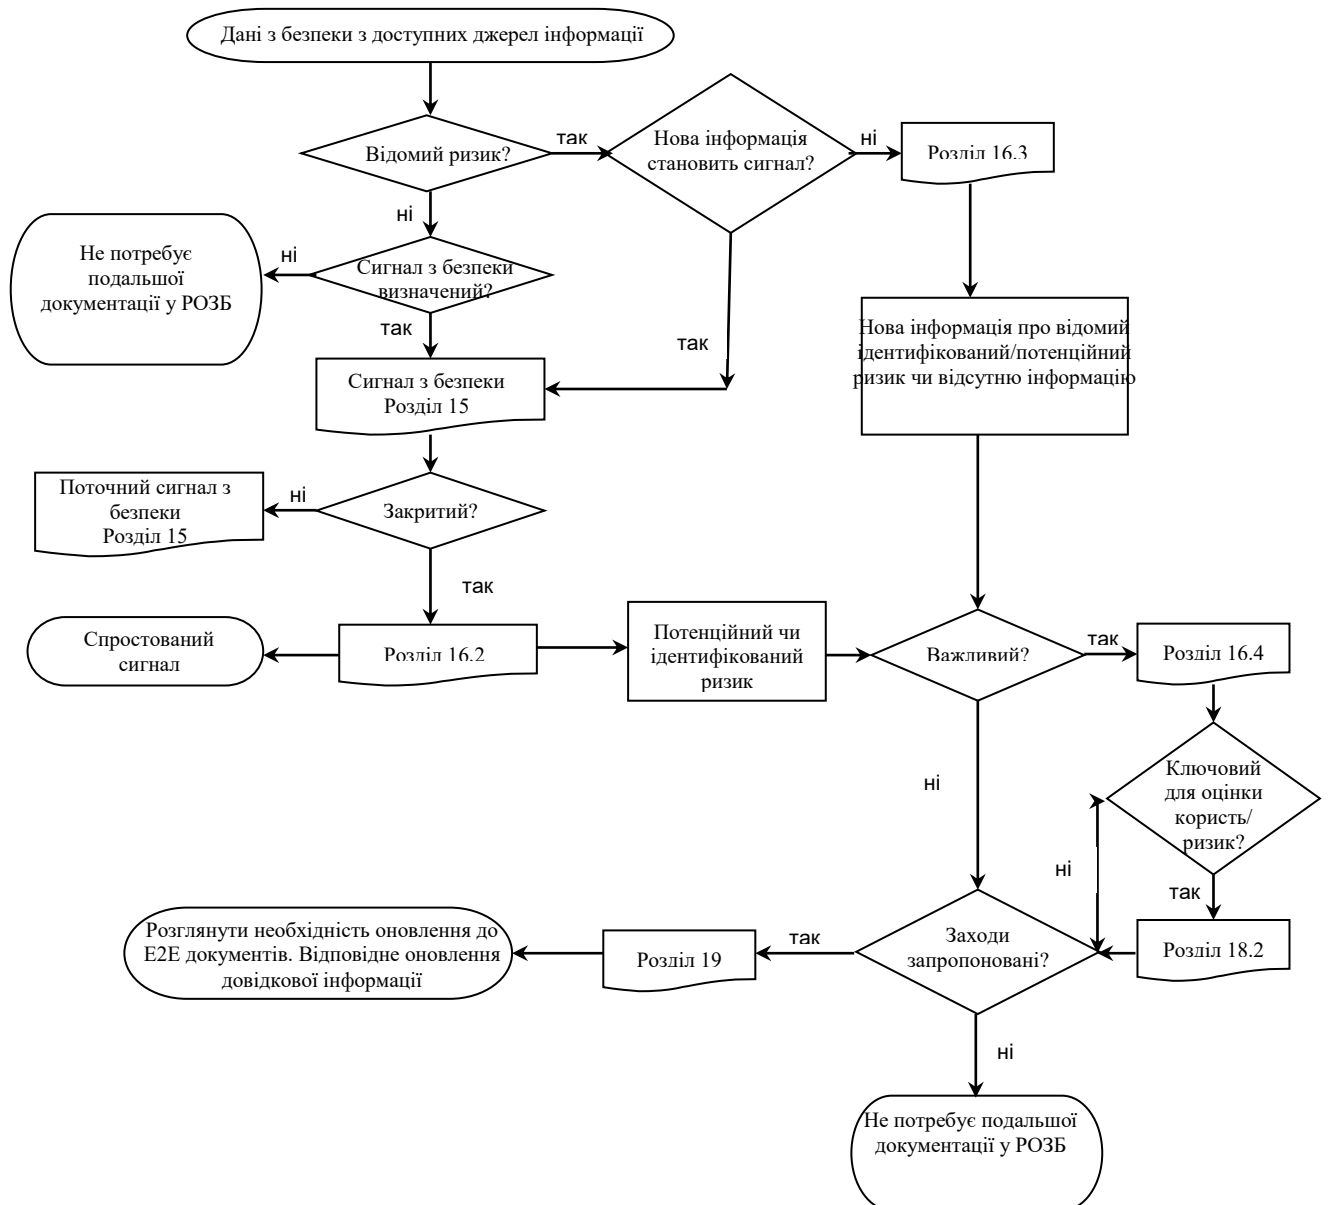 Дані з безпеки з доступних джерел інформації
Відомий ризик?
так
Нова інформація
становить сигнал?
ні
Розділ 16.3
ні
Не потребує
подальшої
документації у РОЗБ
ні
Сигнал з безпеки
визначений?
так
так
Сигнал з безпеки
Розділ 15
Нова інформація про відомий
ідентифікований/потенційний
ризик чи відсутню інформацію
Поточний сигнал з
безпеки
Розділ 15
ні
Закритий?
так
Спростований
сигнал
Розділ 16.2
Потенційний чи
ідентифікований
ризик
Важливий?
так
Розділ 16.4
ні
Ключовий
для оцінки
користь/
ризик?
ні
так
Розглянути необхідність оновлення до
Е2Е документів. Відповідне оновлення
довідкової інформації
Розділ 19
так
Заходи
запропоновані?
Розділ 18.2
ні
Не потребує подальшої
документації у РОЗБ